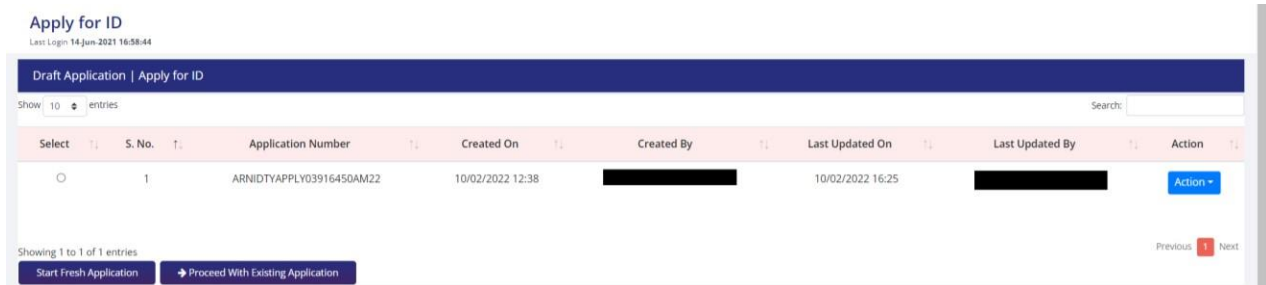 Apply for ID
Last Login 14-Jun-2021 16:58:44
Draft Application | Apply for ID
Show 10 entries Search:
Select S. No. Application Number Created On Created By Last Updated On Last Updated By Action
1 ARNIDTYAPPLY03916450AM22 10/02/2022 12:38 10/02/2022 16:25 Action
Showing 1 to 1 of 1 entries Previous 1 Next
Start Fresh Application Proceed With Existing Application